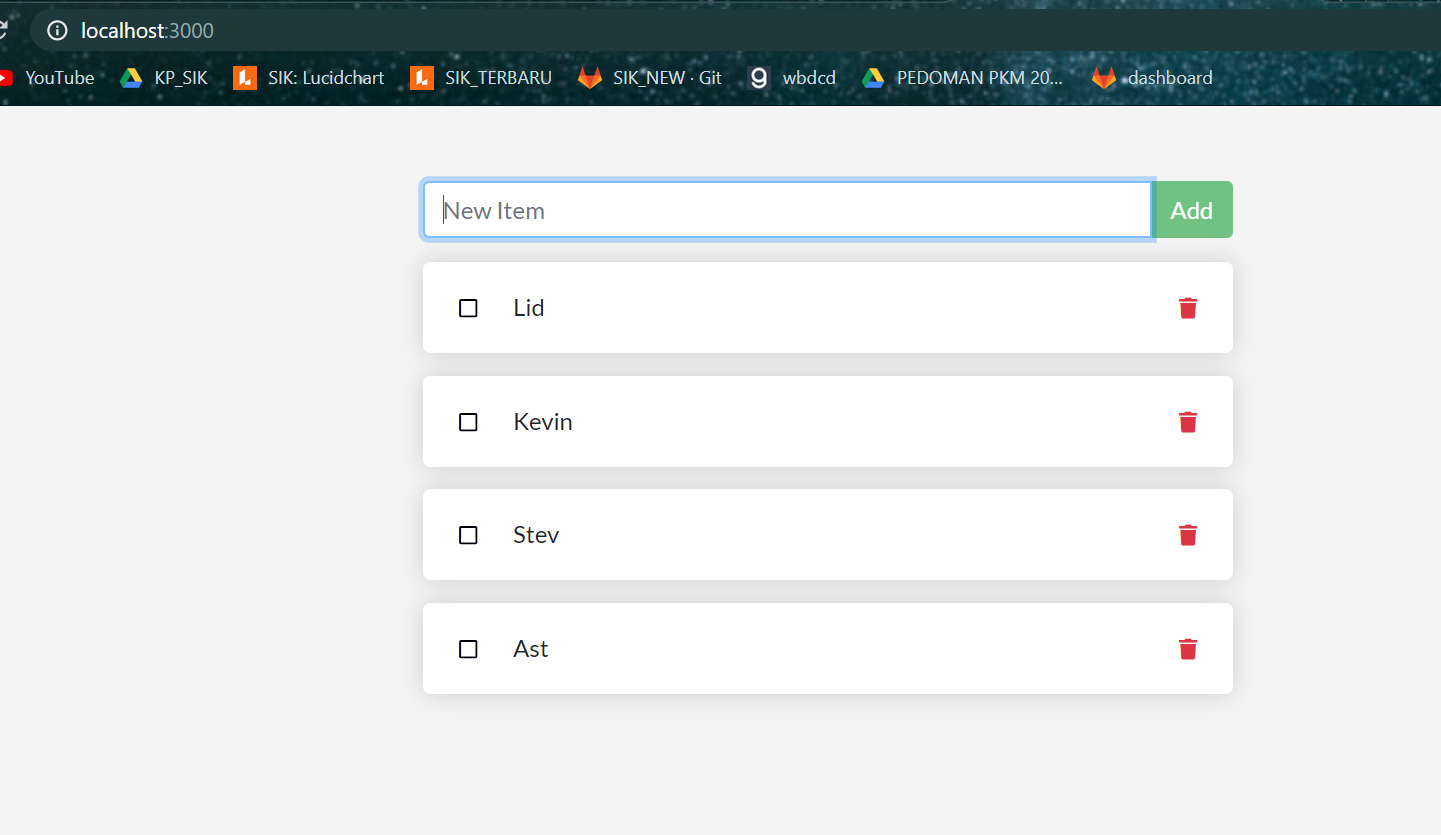 localhost:3000
YouTube KP_SIK SIK: Lucidchart SIK_TERBARU SIK_NEW · Git wbdcd PEDOMAN PKM 20... dashboard
New Item Add
Lid
Kevin
Stev
Ast